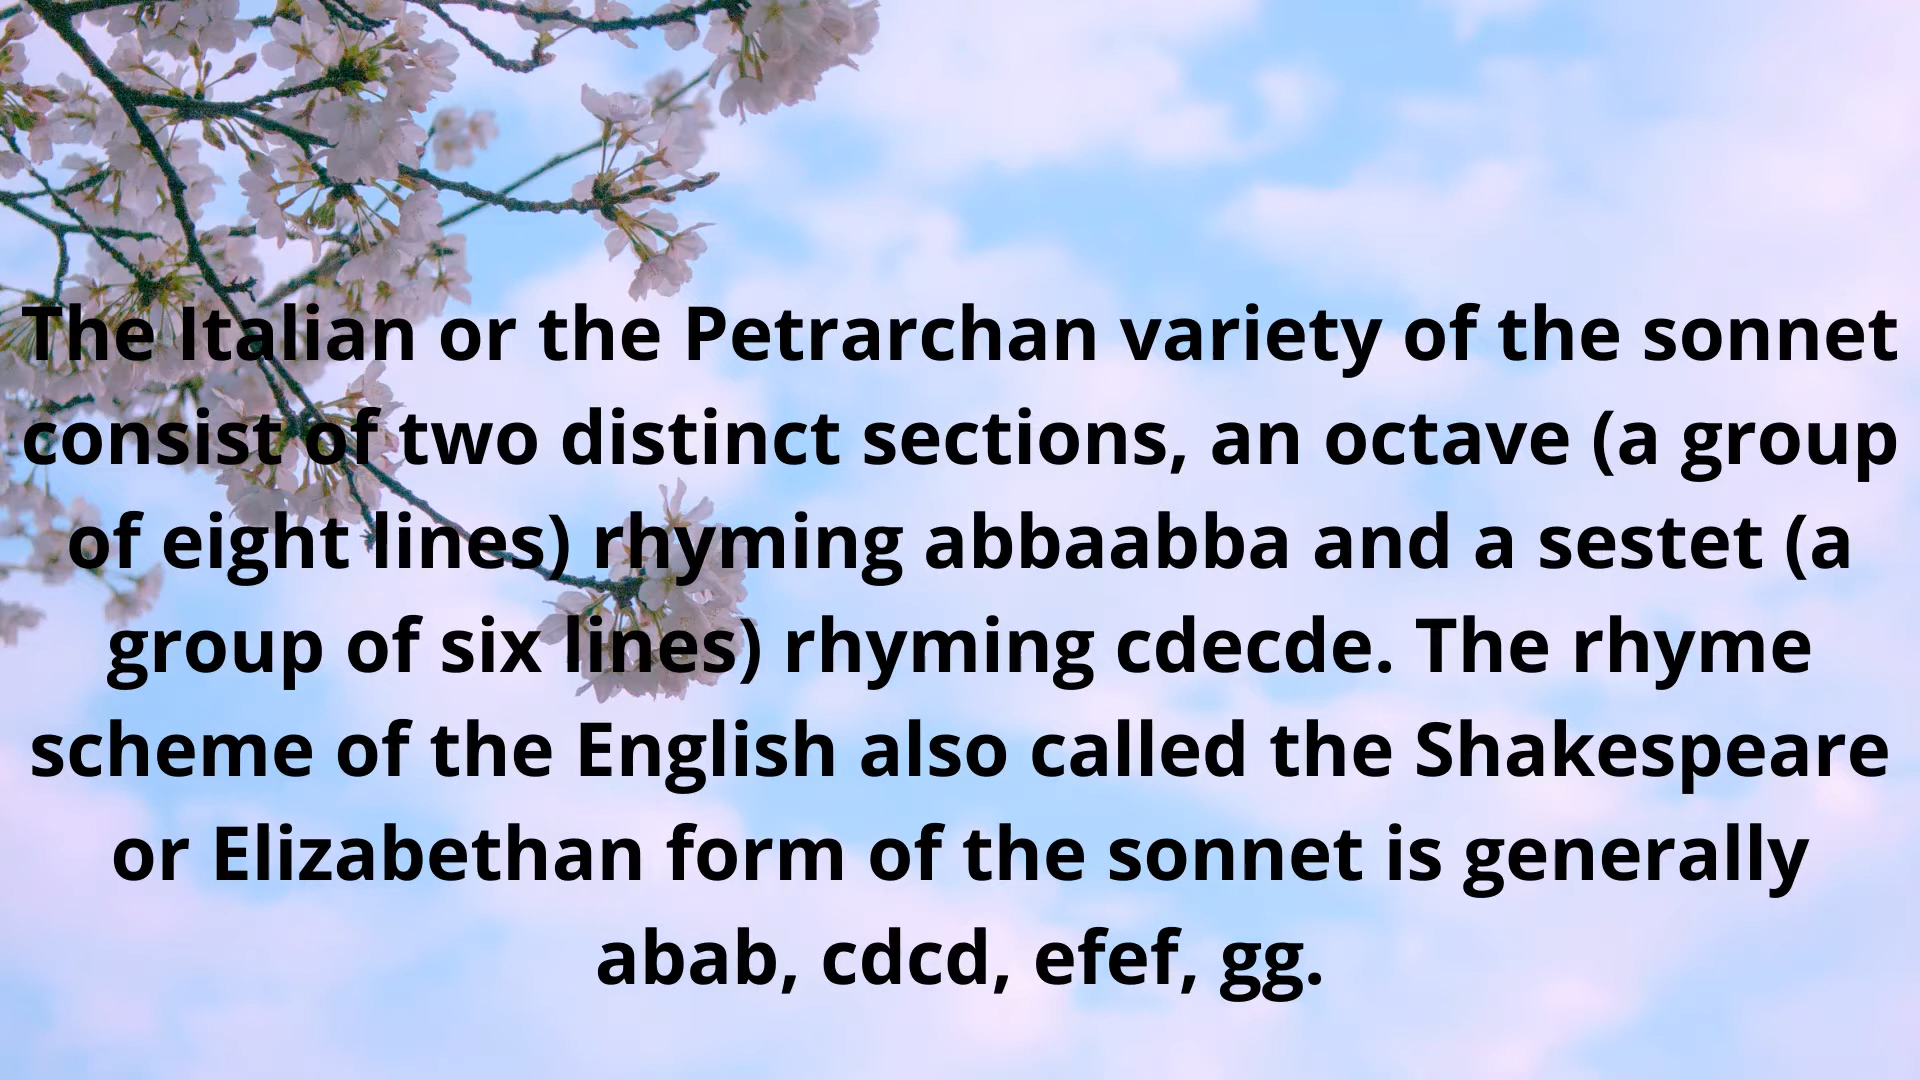 The Italian or the Petrarchan variety of the sonnet
consist of two distinct sections, an octave (a group
of eight lines) rhyming abbaabba and a sestet (a
group of six lines) rhyming cdecde. The rhyme
scheme of the English also called the Shakespeare
or Elizabethan form of the sonnet is generally
abab, cdcd, efef, gg.